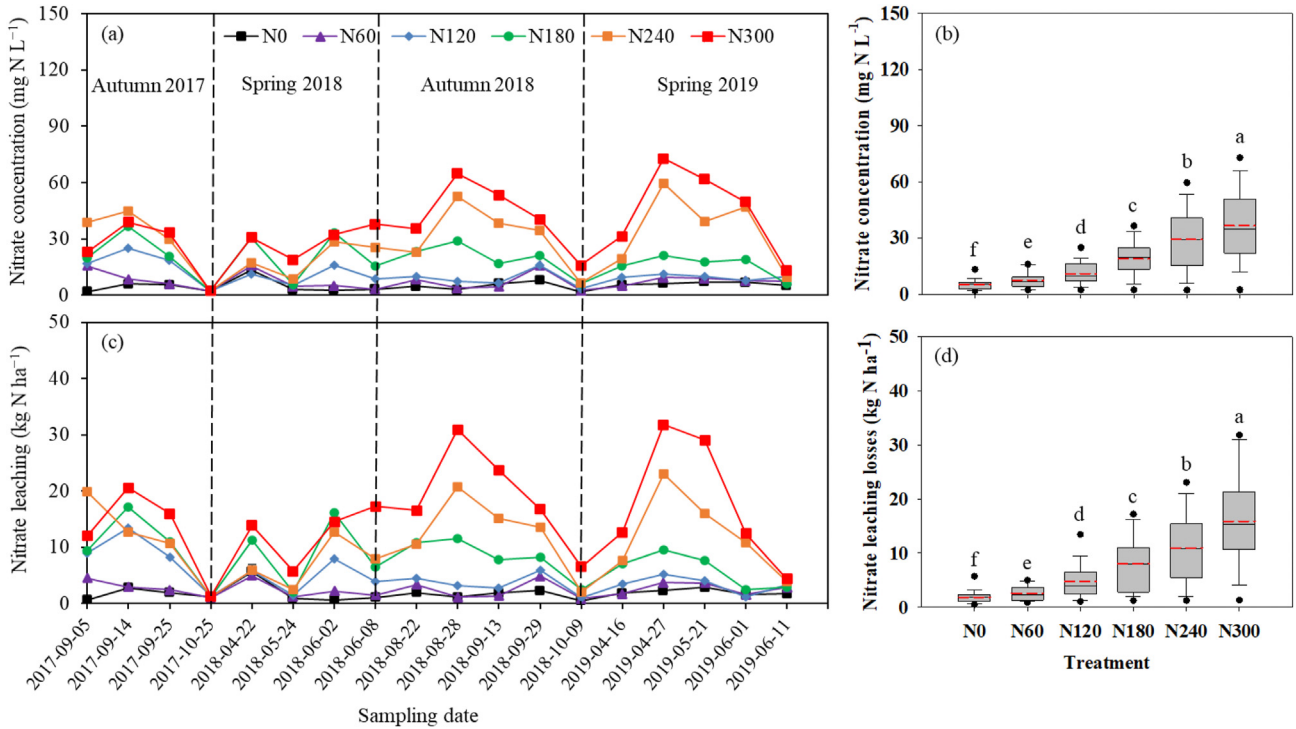 (a)
N0 N60 N120 N180 N240 N300
Autumn 2017 Spring 2018 Autumn 2018 Spring 2019
Nitrate concentration (mg N L⁻¹)
150
120
90
60
30
0
(b)
Nitrate concentration (mg N L⁻¹)
150
120
90
60
30
0
f e d c b a
(c)
Nitrate leaching (kg N ha⁻¹)
50
40
30
20
10
0
2017-09-05 2017-09-14 2017-09-25 2017-10-25 2018-04-22 2018-05-24 2018-06-02 2018-06-08 2018-08-22 2018-08-28 2018-09-13 2018-09-29 2018-10-09 2019-04-16 2019-04-27 2019-05-21 2019-06-01 2019-06-11
Sampling date
(d)
Nitrate leaching losses (kg N ha⁻¹)
50
40
30
20
10
0
f e d c b a
N0 N60 N120 N180 N240 N300
Treatment